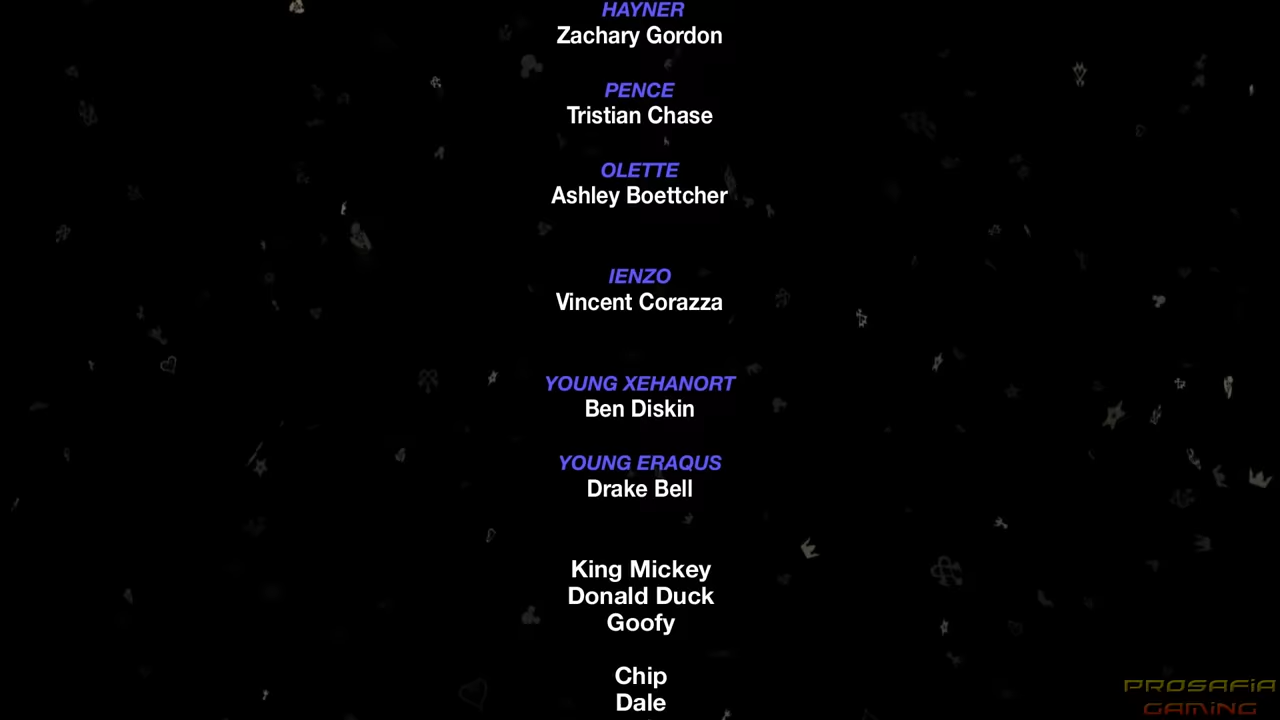 HAYNER
Zachary Gordon
PENCE
Tristian Chase
OLETTE
Ashley Boettcher
IENZO
Vincent Corazza
YOUNG XEHANORT
Ben Diskin
YOUNG ERAQUS
Drake Bell
King Mickey
Donald Duck
Goofy
Chip
Dale
PROSAFiA
GAMiNG